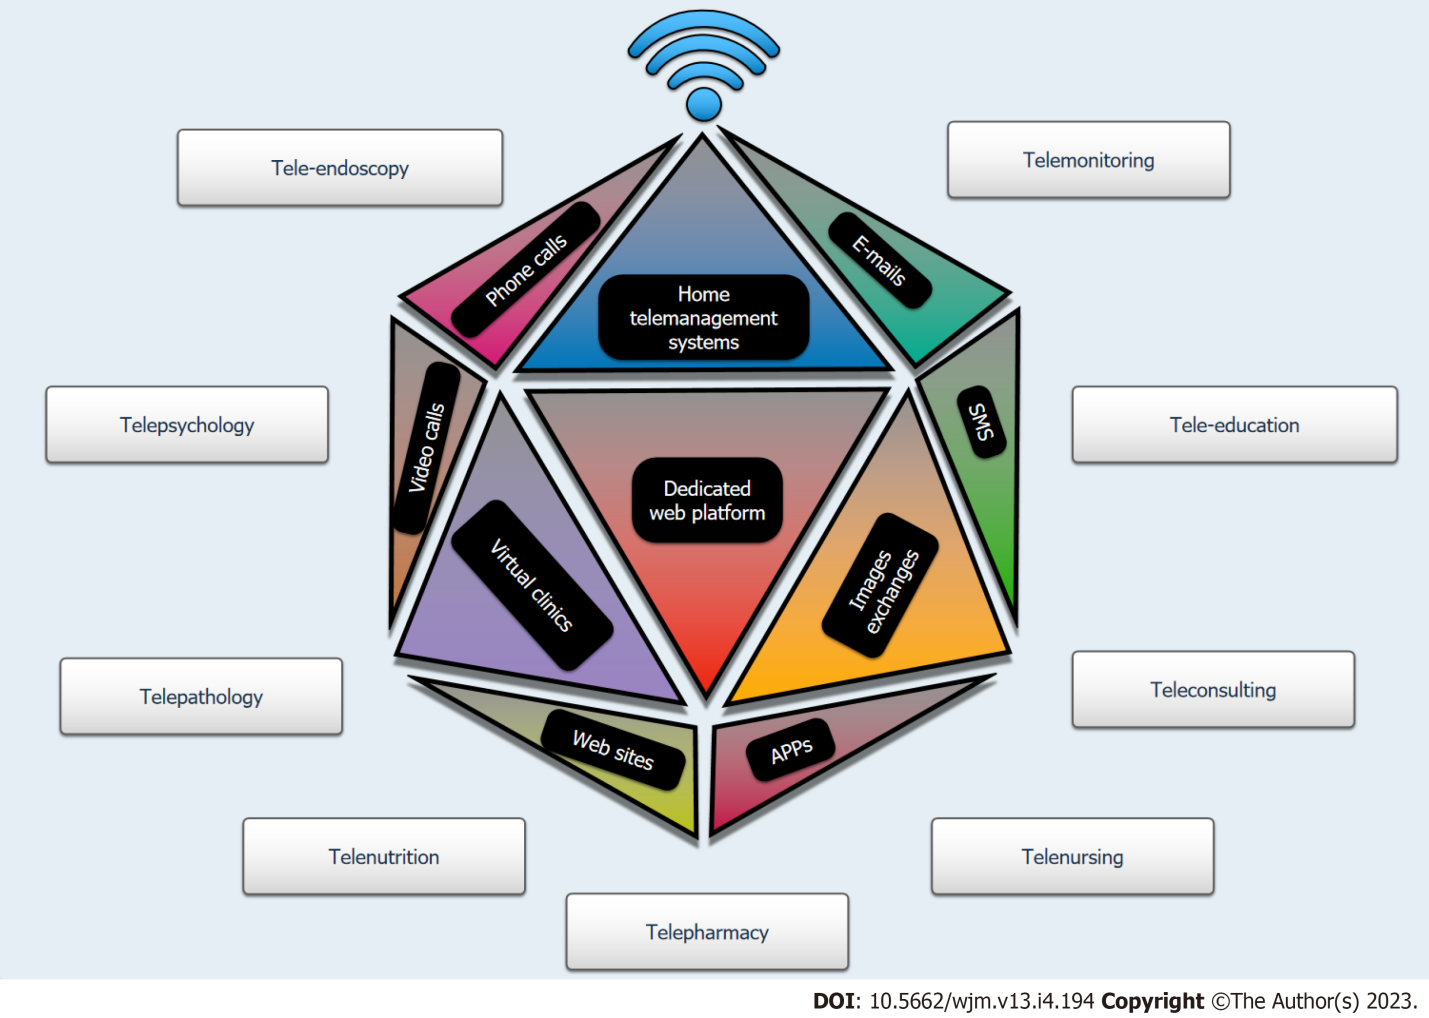 Tele-endoscopy
Telemonitoring
Phone calls
E-mails
Home
telemanagement
systems
Telepsychology
Video calls
SMS
Tele-education
Dedicated
web platform
Virtual clinics
Images
exchanges
Telepathology
Teleconsulting
Web sites
APPs
Telenutrition
Telenursing
Telepharmacy
DOI: 10.5662/wjm.v13.i4.194 Copyright ©The Author(s) 2023.